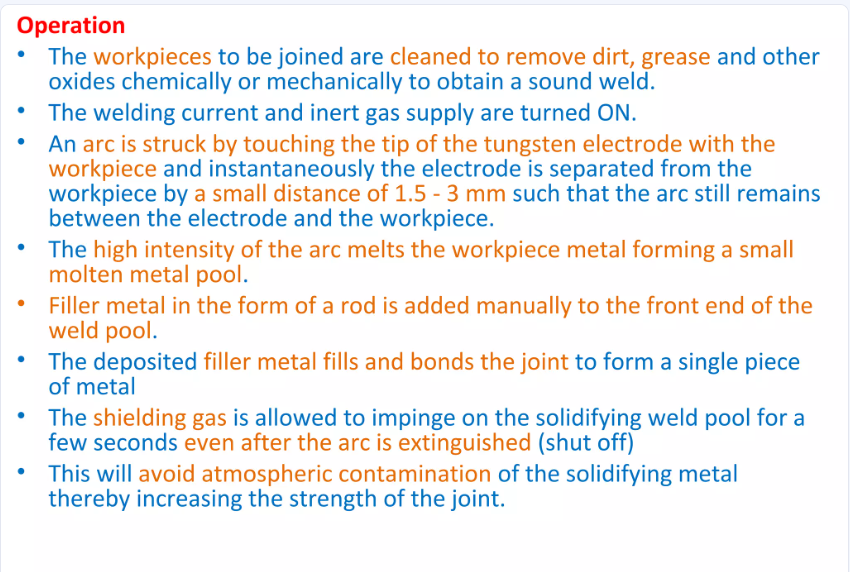 Operation
• The workpieces to be joined are cleaned to remove dirt, grease and other
oxides chemically or mechanically to obtain a sound weld.
• The welding current and inert gas supply are turned ON.
• An arc is struck by touching the tip of the tungsten electrode with the
workpiece and instantaneously the electrode is separated from the
workpiece by a small distance of 1.5 - 3 mm such that the arc still remains
between the electrode and the workpiece.
• The high intensity of the arc melts the workpiece metal forming a small
molten metal pool.
• Filler metal in the form of a rod is added manually to the front end of the
weld pool.
• The deposited filler metal fills and bonds the joint to form a single piece
of metal
• The shielding gas is allowed to impinge on the solidifying weld pool for a
few seconds even after the arc is extinguished (shut off)
• This will avoid atmospheric contamination of the solidifying metal
thereby increasing the strength of the joint.